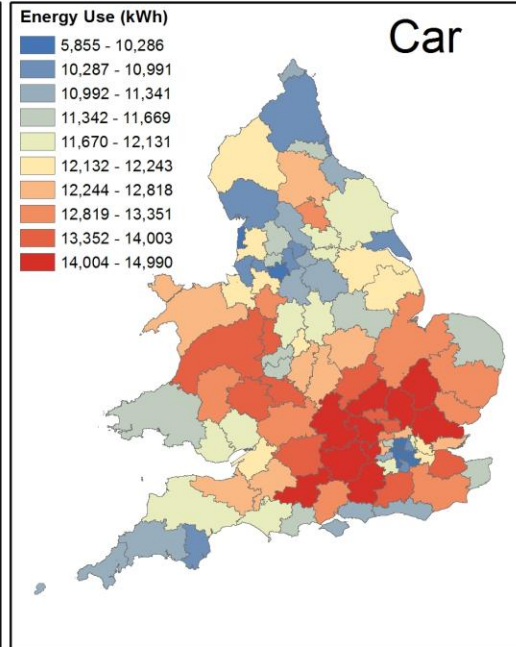 Energy Use (kWh)
Car
5,855 - 10,286
10,287 - 10,991
10,992 - 11,341
11,342 - 11,669
11,670 - 12,131
12,132 - 12,243
12,244 - 12,818
12,819 - 13,351
13,352 - 14,003
14,004 - 14,990